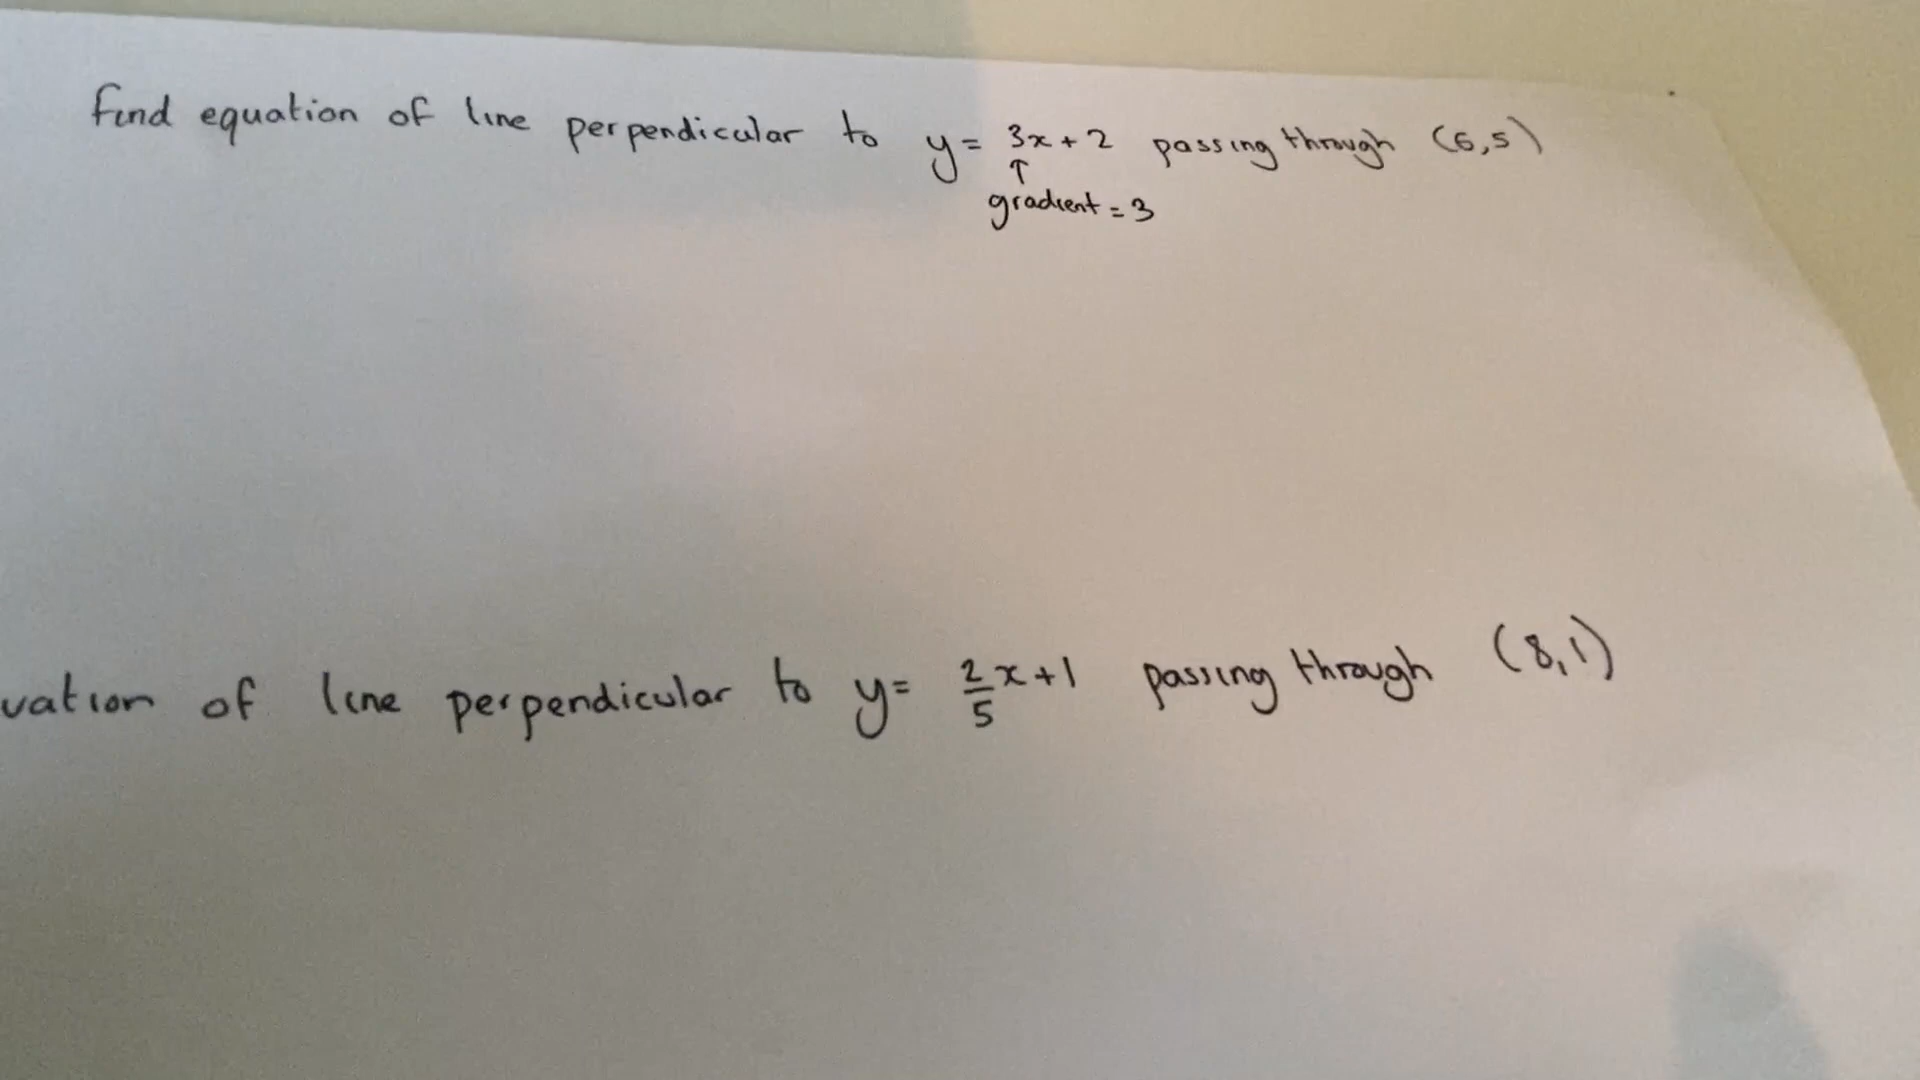 find equation of line perpendicular to y = 3x + 2 passing through (6,5)
↑
gradient = 3
uation of line perpendicular to y = 2/5 x + 1 passing through (8,1)